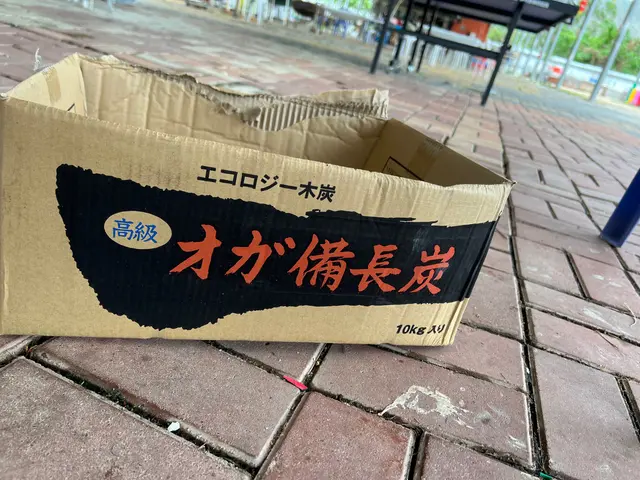 エコロジー木炭
高級
オガ備長炭
10kg入り